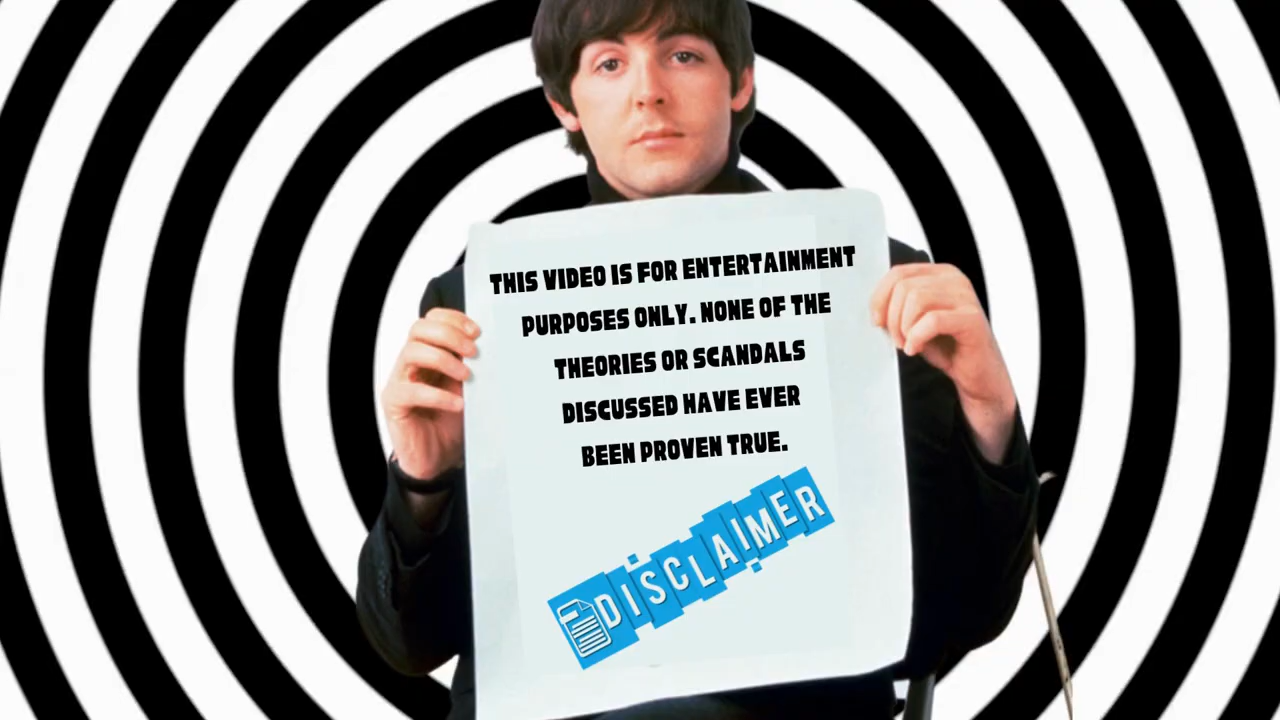 THIS VIDEO IS FOR ENTERTAINMENT
PURPOSES ONLY. NONE OF THE
THEORIES OR SCANDALS
DISCUSSED HAVE EVER
BEEN PROVEN TRUE.
DISCLAIMER